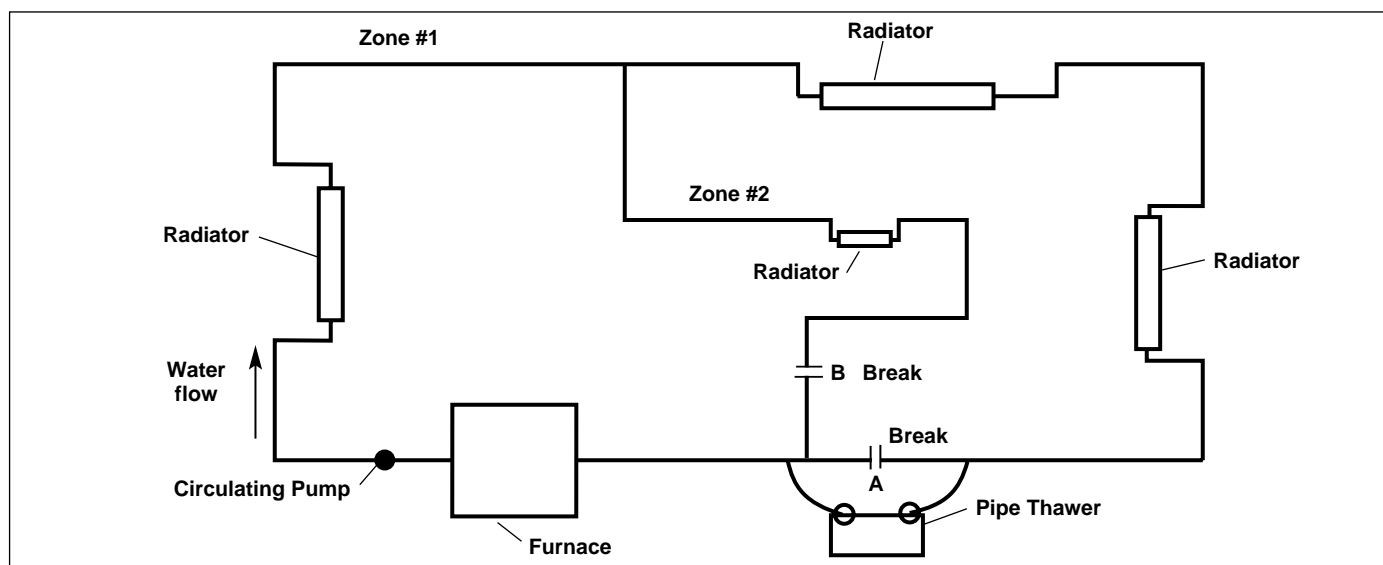 Zone #1
Radiator
Zone #2
Radiator
Radiator
Radiator
Water
flow
B Break
Break
A
Circulating Pump
Pipe Thawer
Furnace